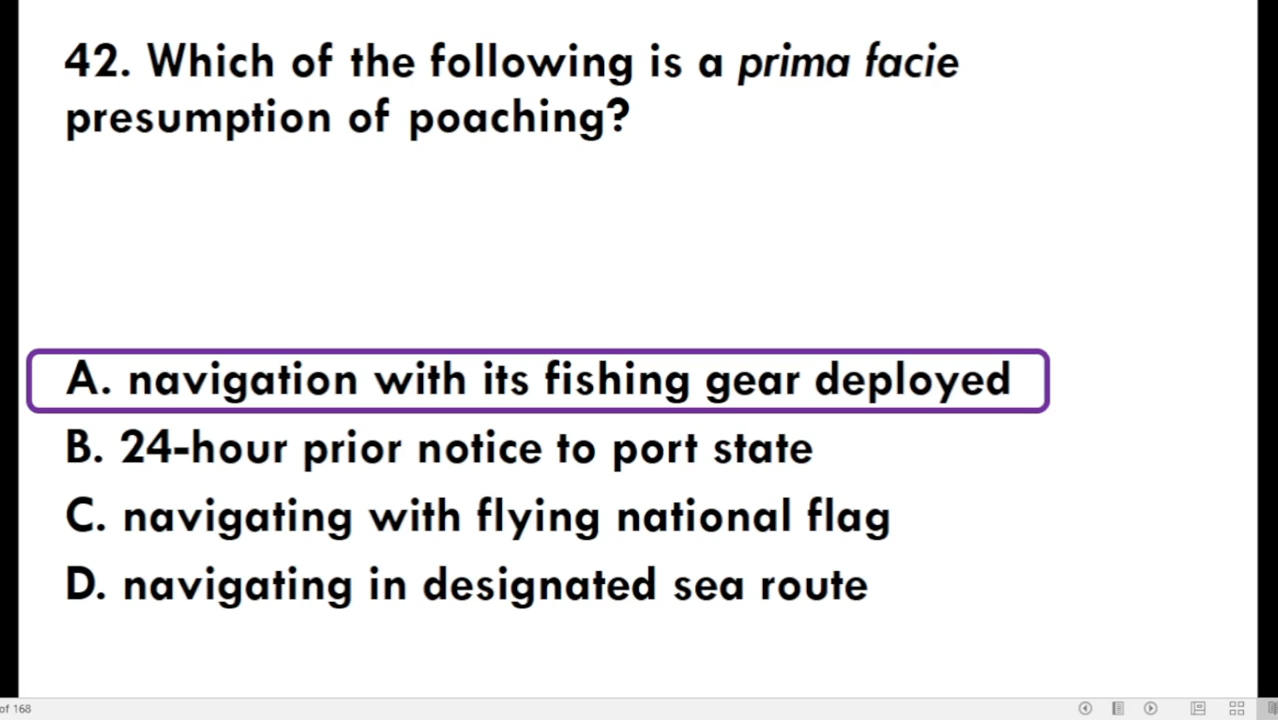 42. Which of the following is a prima facie
presumption of poaching?
A. navigation with its fishing gear deployed
B. 24-hour prior notice to port state
C. navigating with flying national flag
D. navigating in designated sea route
of 168